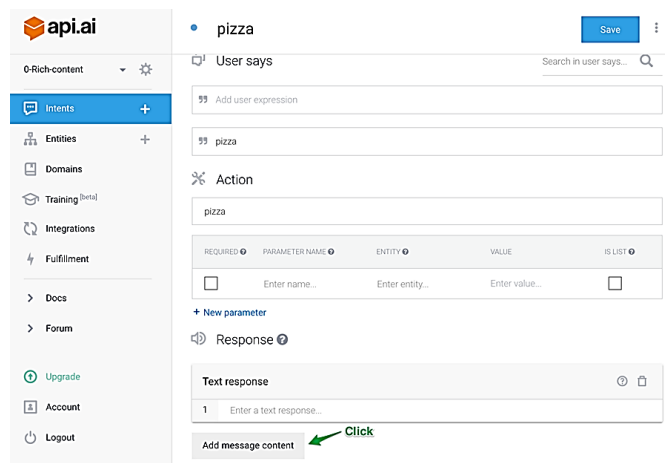 api.ai
pizza
Save
0-Rich-content
User says
Search in user says...
Intents +
Add user expression
Entities +
pizza
Domains
Action
Training [beta]
pizza
Integrations
REQUIRED PARAMETER NAME ENTITY VALUE IS LIST
Fulfillment
Enter name... Enter entity... Enter value...
Docs
+ New parameter
Forum
Response
Upgrade
Text response
Account
1 Enter a text response...
Logout
Add message content
Click